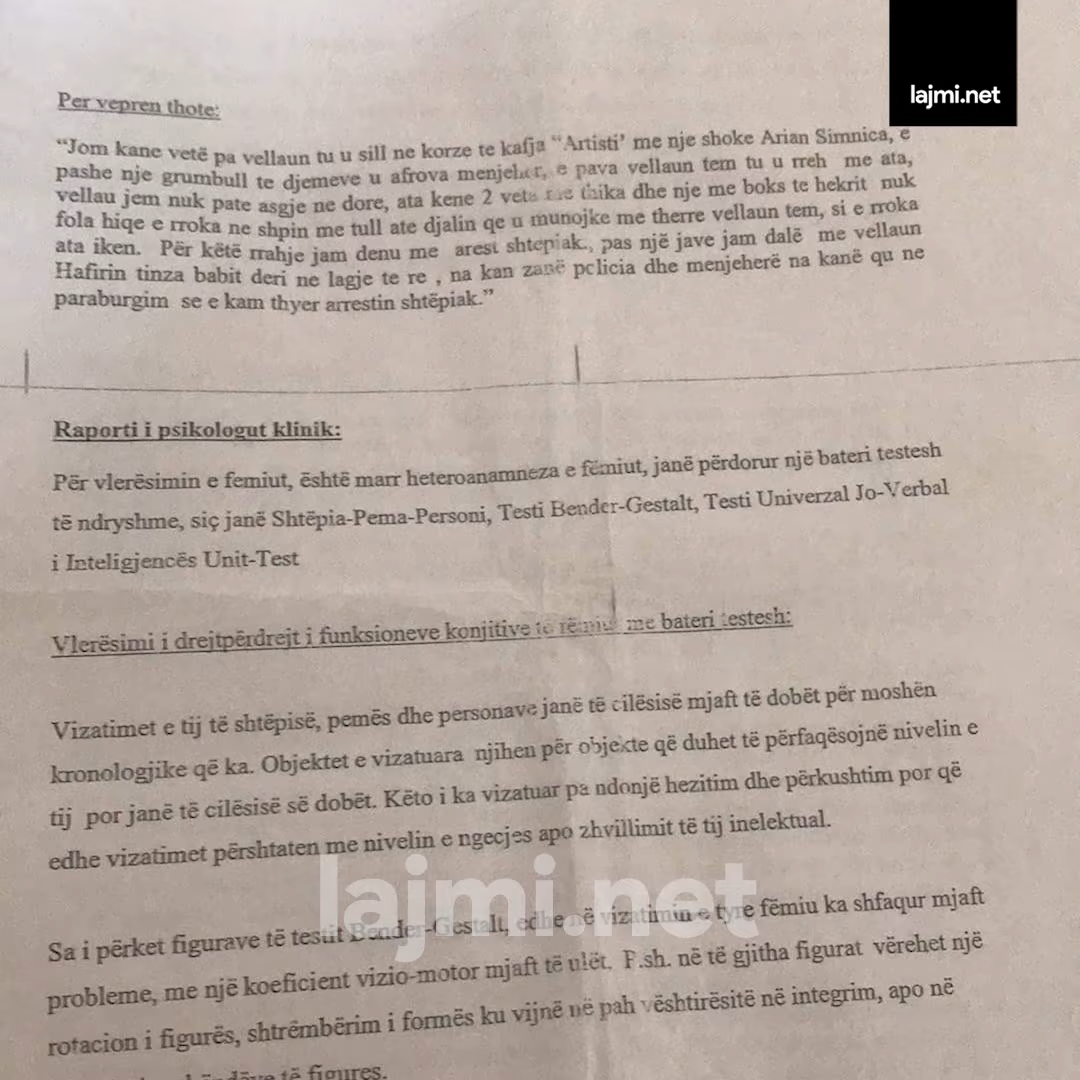 lajmi.net
Per vepren thote:
“Jom kane vetë pa vellaun tu u sill ne korze te kafja “Artisti’ me nje shoke Arian Simnica, e
pashe nje grumbull te djemeve u afrova menjeher, e pava vellaun tem tu u rreh me ata,
vellau jem nuk pate asgje ne dore, ata kene 2 veta me thika dhe nje me boks te hekrit nuk
fola hiqe e rroka ne shpin me tull ate djalin qe u munojke me therre vellaun tem, si e rroka
ata iken. Për këtë rrahje jam denu me arest shtepiak., pas një jave jam dalë me vellaun
Hafirin tinza babit deri ne lagje te re , na kan zanë policia dhe menjeherë na kanë qu ne
paraburgim se e kam thyer arrestin shtëpiak.”
Raporti i psikologut klinik:
Për vlerësimin e femiut, është marr heteroanamneza e fëmiut, janë përdorur një bateri testesh
të ndryshme, siç janë Shtëpia-Pema-Personi, Testi Bender-Gestalt, Testi Univerzal Jo-Verbal
i Inteligjencës Unit-Test
Vlerësimi i drejtpërdrejt i funksioneve konjitive te me bateri testesh:
Vizatimet e tij të shtëpisë, pemës dhe personave janë të cilësisë mjaft të dobët për moshën
kronologjike që ka. Objektet e vizatuara njihen për objekte që duhet të përfaqësojnë nivelin e
tij por janë të cilësisë së dobët. Këto i ka vizatuar pa ndonjë hezitim dhe përkushtim por që
edhe vizatimet përshtaten me nivelin e ngecjes apo zhvillimit të tij inelektual.
lajmi.net
Sa i përket figurave të testit Bender-Gestalt, edhe në vizatimin e tyre fëmiu ka shfaqur mjaft
probleme, me një koeficient vizio-motor mjaft të ulët. P.sh. në të gjitha figurat vërehet një
rotacion i figurës, shtrëmbërim i formës ku vijnë në pah vështirësitë në integrim, apo në
të figures.